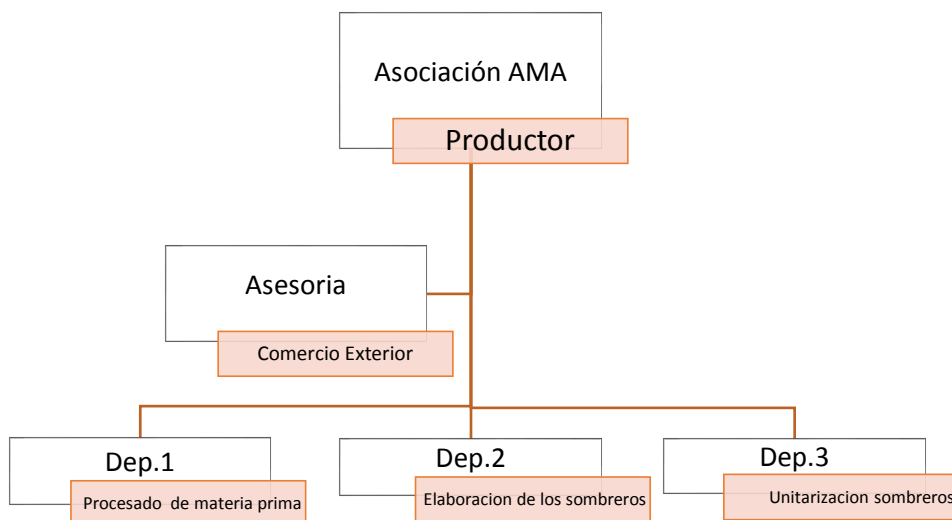 Asociación AMA
Productor
Asesoria
Comercio Exterior
Dep.1
Procesado de materia prima
Dep.2
Elaboracion de los sombreros
Dep.3
Unitarizacion sombreros